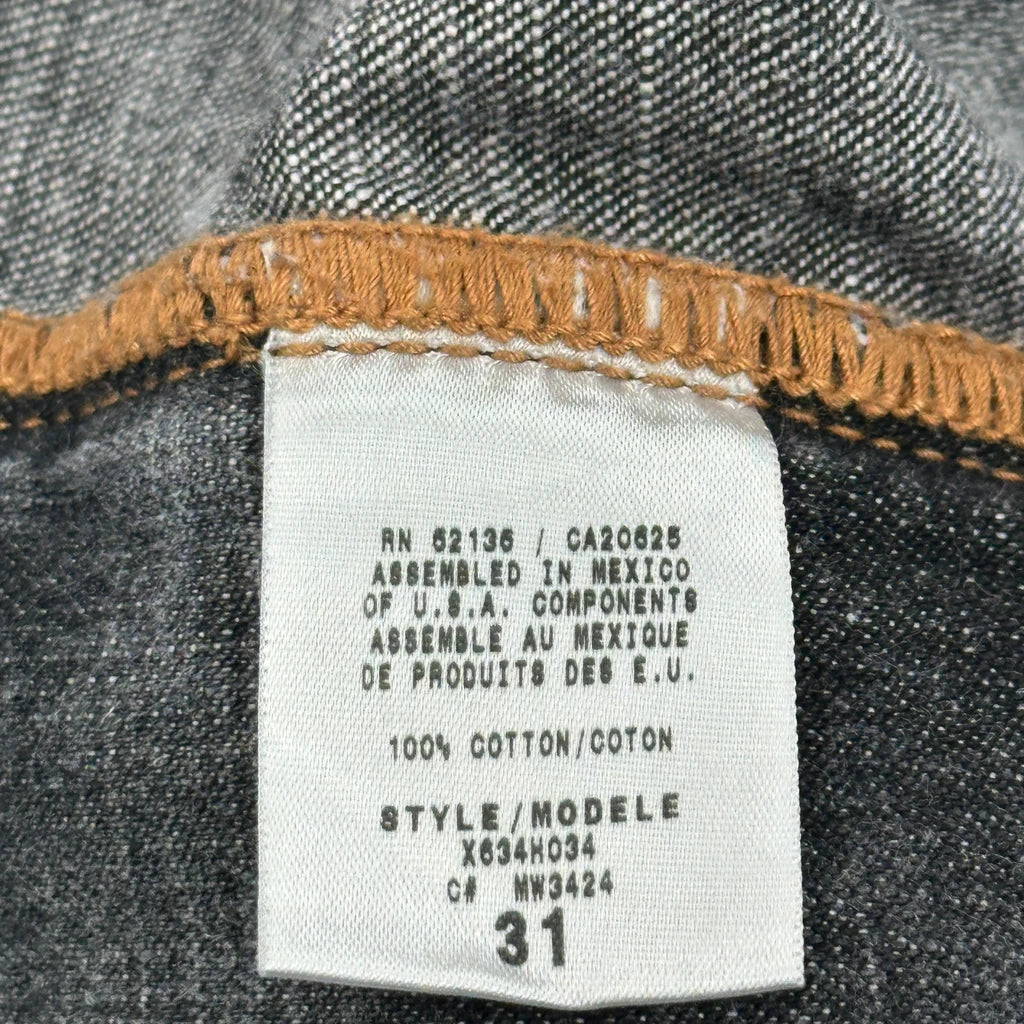 RN 62136 / CA20625
ASSEMBLED IN MEXICO
OF U.S.A. COMPONENTS
ASSEMBLE AU MEXIQUE
DE PRODUITS DES E.U.
100% COTTON/COTON
STYLE/MODELE
X634H034
C# MW3424
31